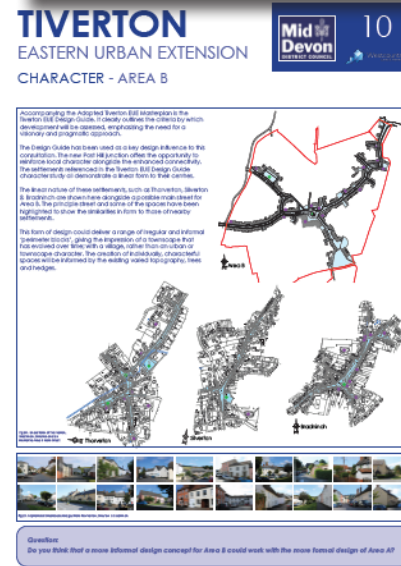 TIVERTON
EASTERN URBAN EXTENSION
CHARACTER - AREA B
Mid
Devon
DISTRICT COUNCIL
10
Accompanying the Adopted Tiverton EUE Masterplan is the
Tiverton EUE Design Guide. It clearly outlines the criteria by which
development will be assessed, emphasizing the need for a
visionary and pragmatic approach.
The Design Guide has been used as a key design influence to this
consultation. The new Post Hill junction offers the opportunity to
reinforce local character alongside the enhanced connectivity.
The settlements referenced in the Tiverton EUE Design Guide
character study all demonstrate a linear form to their centres.
The linear nature of these settlements, such as Thorverton, Silverton
& Bradninch are shown here alongside a possible main street for
Area B. The principle street and some of the spaces have been
highlighted to show the similarities in form to those of nearby
settlements.
This form of design could deliver a range of irregular and informal
'perimeter blocks', giving the impression of a townscape that
has evolved over time; with a village, rather than an urban or
townscape character. The creation of individually, characterful
spaces will be informed by the existing varied topography, trees
and hedges.
Area B
Thorverton
Silverton
Bradninch
Question:
Do you think that a more informal design concept for Area B could work with the more formal design of Area A?